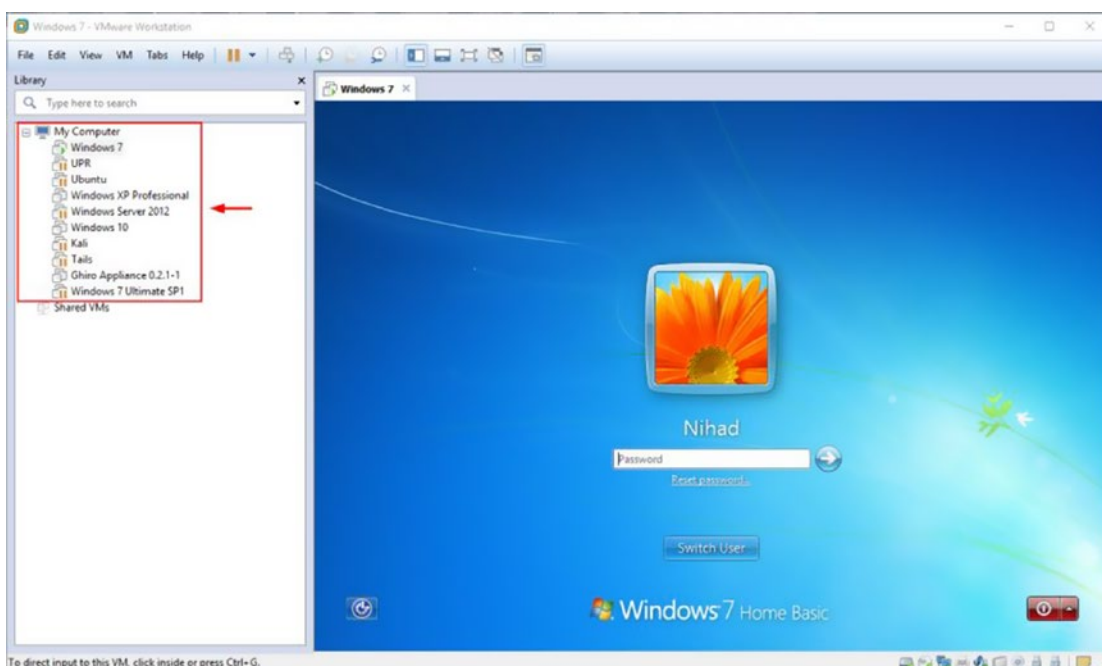 Windows 7 - VMware Workstation
File Edit View VM Tabs Help
Library
Type here to search
My Computer
Windows 7
UPR
Ubuntu
Windows XP Professional
Windows Server 2012
Windows 10
Kali
Tails
Ghiro Appliance 0.2.1-1
Windows 7 Ultimate SP1
Shared VMs
Windows 7
Nihad
Password
Reset password...
Switch User
Windows 7 Home Basic
To direct input to this VM, click inside or press Ctrl+G.